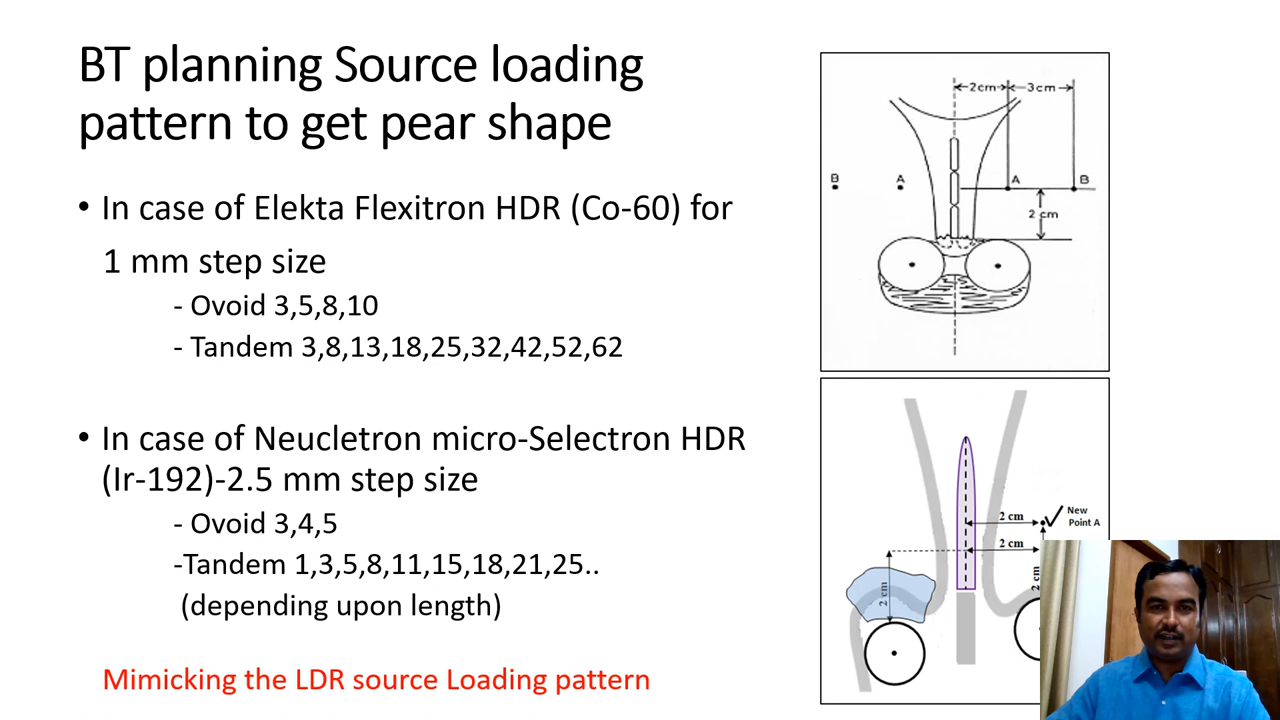 BT planning Source loading
pattern to get pear shape
• In case of Elekta Flexitron HDR (Co-60) for
1 mm step size
- Ovoid 3,5,8,10
- Tandem 3,8,13,18,25,32,42,52,62
• In case of Neucletron micro-Selectron HDR
(Ir-192)-2.5 mm step size
- Ovoid 3,4,5
-Tandem 1,3,5,8,11,15,18,21,25..
(depending upon length)
Mimicking the LDR source Loading pattern
2cm 3cm
B A A B
2 cm
New
Point A
2 cm
2 cm
2 cm
2 cm